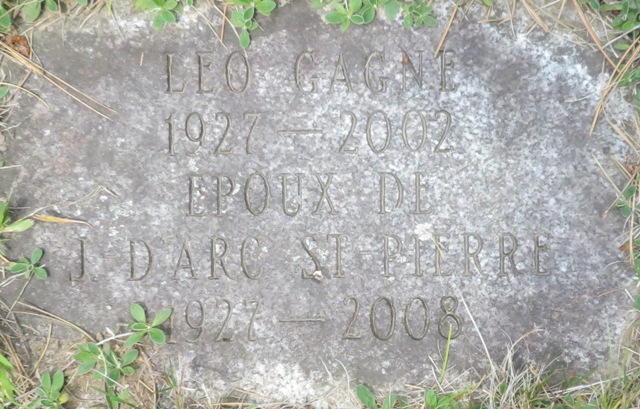 LEO GAGNE
1927 — 2002
EPOUX DE
J. D'ARC ST-PIERRE
1927 — 2008